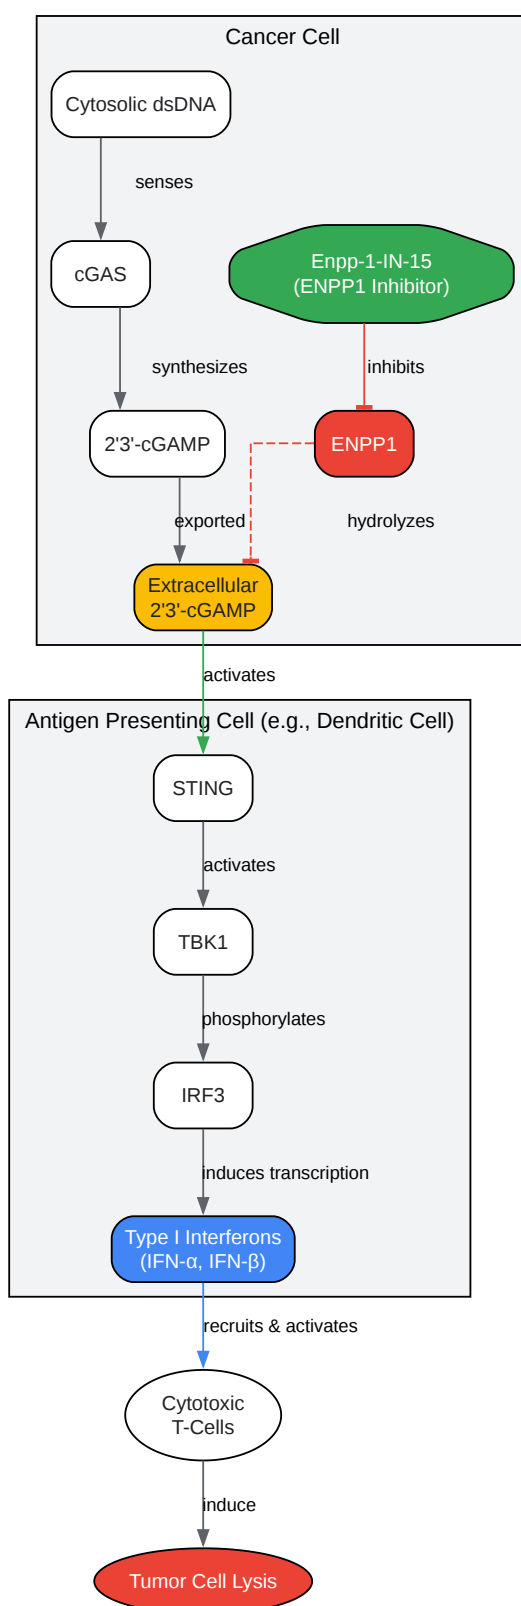 Cancer Cell
Cytosolic dsDNA
senses
cGAS
Enpp-1-IN-15
(ENPP1 Inhibitor)
synthesizes
inhibits
2'3'-cGAMP
ENPP1
exported
hydrolyzes
Extracellular
2'3'-cGAMP
activates
Antigen Presenting Cell (e.g., Dendritic Cell)
STING
activates
TBK1
phosphorylates
IRF3
induces transcription
Type I Interferons
(IFN-α, IFN-β)
recruits & activates
Cytotoxic
T-Cells
induce
Tumor Cell Lysis